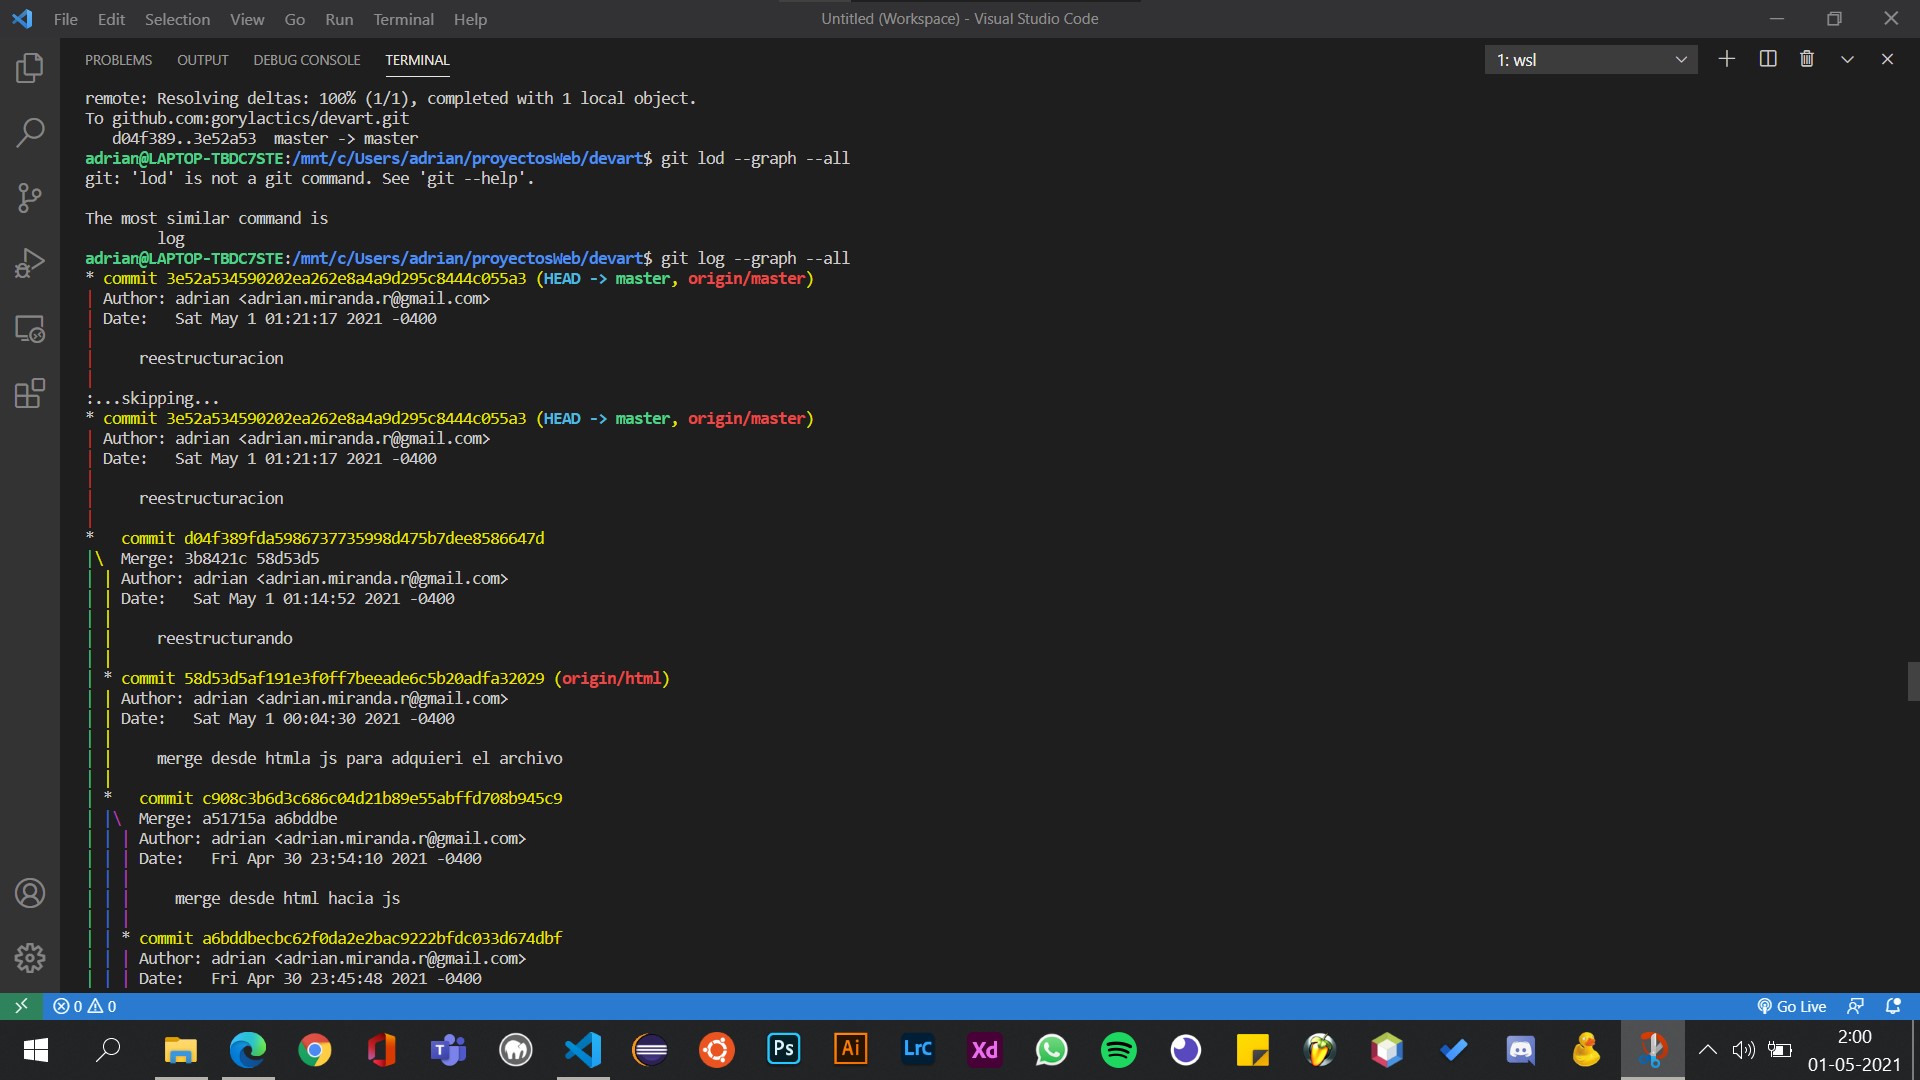 File Edit Selection View Go Run Terminal Help
Untitled (Workspace) - Visual Studio Code
PROBLEMS OUTPUT DEBUG CONSOLE TERMINAL
1: wsl
remote: Resolving deltas: 100% (1/1), completed with 1 local object.
To github.com:gorylactics/devart.git
d04f389..3e52a53 master -> master
adrian@LAPTOP-TBDC7STE:/mnt/c/Users/adrian/proyectosWeb/devart$ git lod --graph --all
git: 'lod' is not a git command. See 'git --help'.
The most similar command is
log
adrian@LAPTOP-TBDC7STE:/mnt/c/Users/adrian/proyectosWeb/devart$ git log --graph --all
* commit 3e52a534590202ea262e8a4a9d295c8444c055a3 (HEAD -> master, origin/master)
| Author: adrian <adrian.miranda.r@gmail.com>
| Date: Sat May 1 01:21:17 2021 -0400
|
| reestructuracion
|
:...skipping...
* commit 3e52a534590202ea262e8a4a9d295c8444c055a3 (HEAD -> master, origin/master)
| Author: adrian <adrian.miranda.r@gmail.com>
| Date: Sat May 1 01:21:17 2021 -0400
|
| reestructuracion
|
* commit d04f389fda5986737735998d475b7dee8586647d
|\ Merge: 3b8421c 58d53d5
| | Author: adrian <adrian.miranda.r@gmail.com>
| | Date: Sat May 1 01:14:52 2021 -0400
| |
| | reestructurando
| |
| * commit 58d53d5af191e3f0ff7beeade6c5b20adfa32029 (origin/html)
| | Author: adrian <adrian.miranda.r@gmail.com>
| | Date: Sat May 1 00:04:30 2021 -0400
| |
| | merge desde htmla js para adquieri el archivo
| |
| * commit c908c3b6d3c686c04d21b89e55abffd708b945c9
| |\ Merge: a51715a a6bddbe
| | | Author: adrian <adrian.miranda.r@gmail.com>
| | | Date: Fri Apr 30 23:54:10 2021 -0400
| | |
| | | merge desde html hacia js
| | |
| | * commit a6bddbecbc62f0da2e2bac9222bfdc033d674dbf
| | | Author: adrian <adrian.miranda.r@gmail.com>
| | | Date: Fri Apr 30 23:45:48 2021 -0400
0 0
Go Live
Ps Ai LrC Xd
2:00
01-05-2021